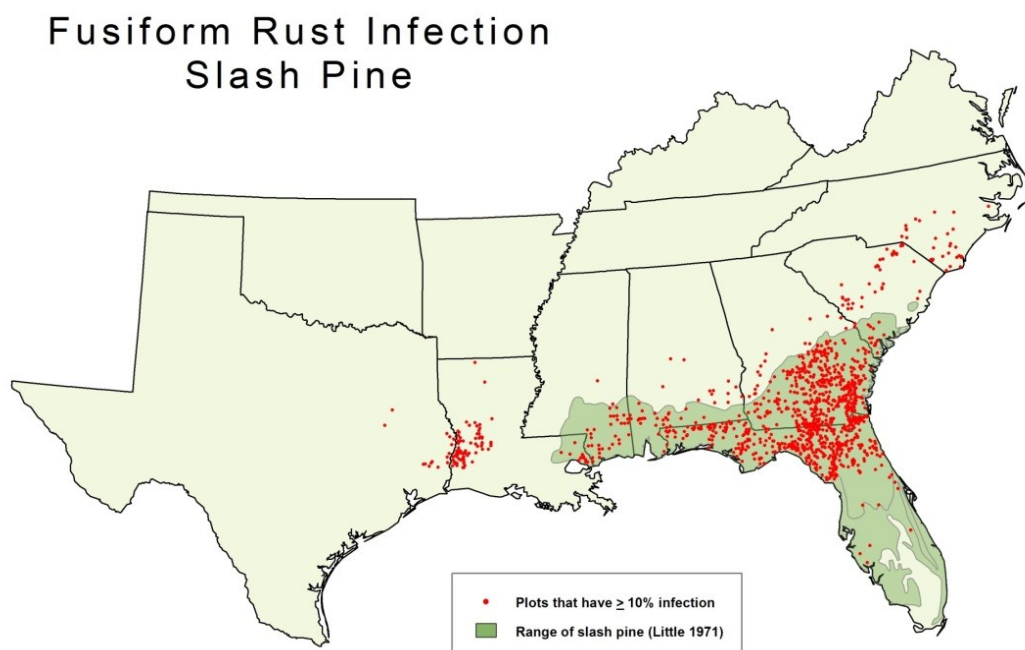 Fusiform Rust Infection
Slash Pine
Plots that have ≥ 10% infection
Range of slash pine (Little 1971)